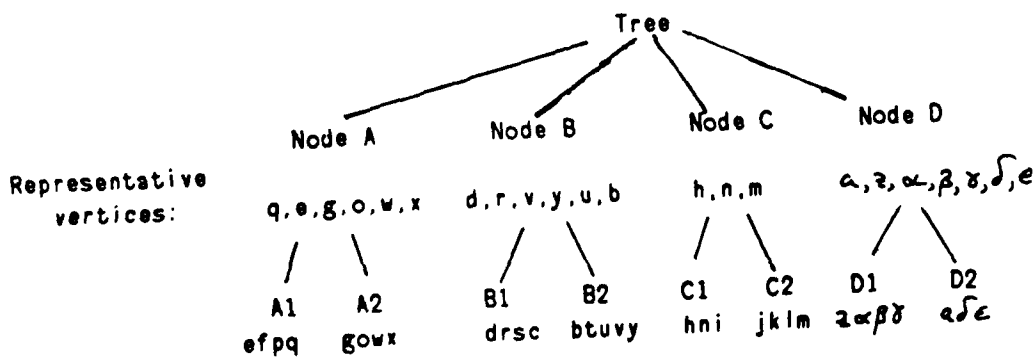 Tree
Node A Node B Node C Node D
Representative vertices:
q,e,g,o,w,x d,r,v,y,u,b h,n,m a,z,α,β,γ,δ,e
A1 A2 B1 B2 C1 C2 D1 D2
efpq gowx drsc btuvy hni jklm zαβγ aδε